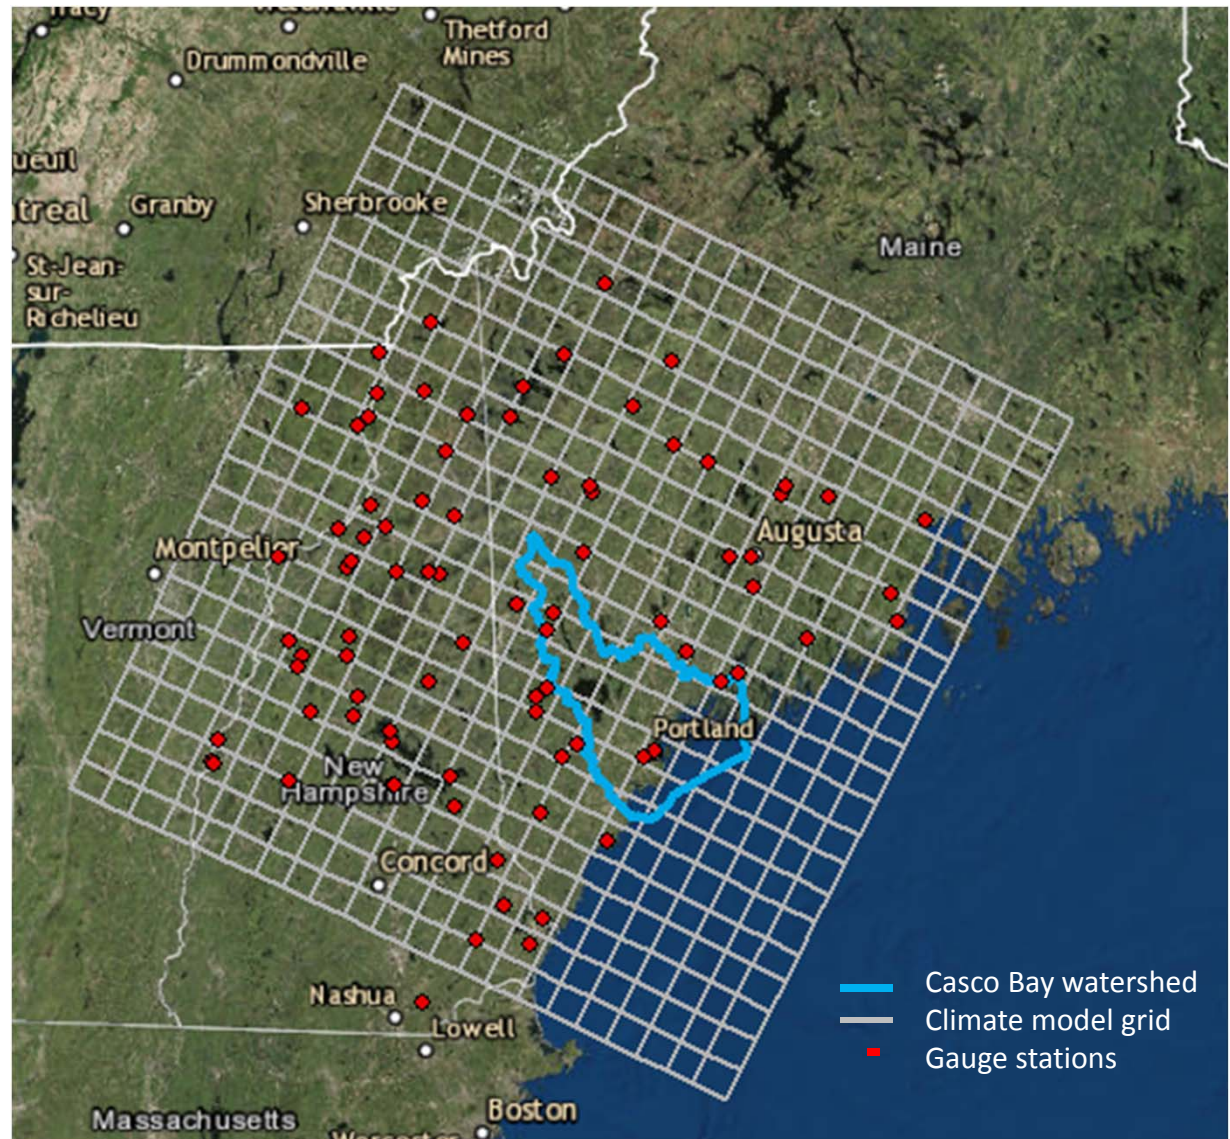 Tracy
Drummondville
Thetford
Mines
ueuil
treal
Granby
Sherbrooke
St-Jean-
sur-
Richelieu
Maine
Montpelier
Augusta
Vermont
Portland
New
Hampshire
Concord
Nashua
Lowell
Boston
Massachusetts
Casco Bay watershed
Climate model grid
Gauge stations